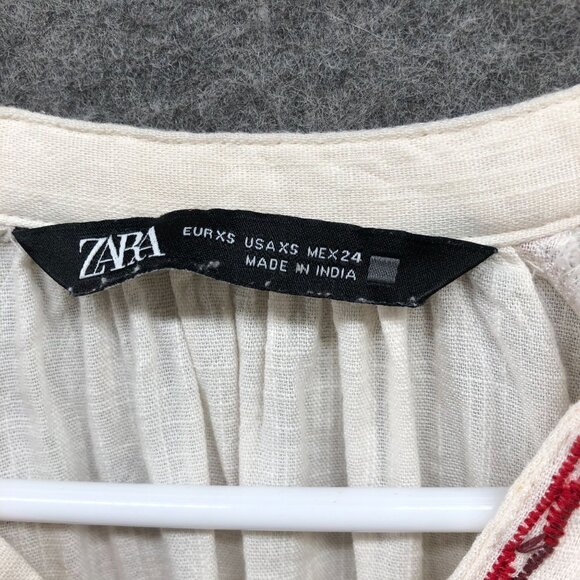 ZARA
EUR XS USA XS MEX 24
MADE IN INDIA